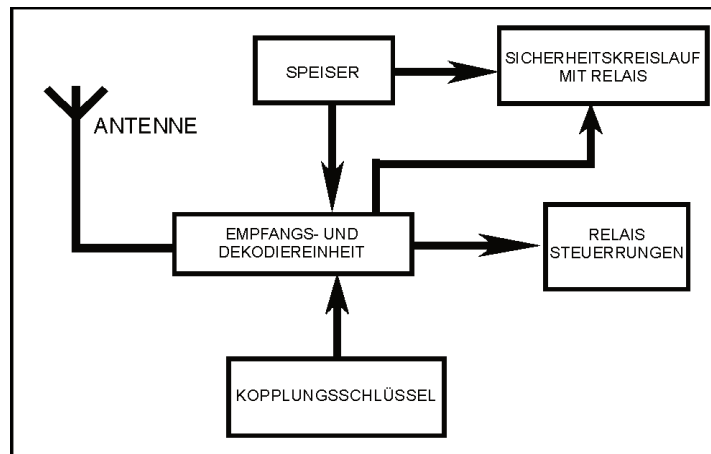 SPEISER
SICHERHEITSKREISLAUF
MIT RELAIS
ANTENNE
EMPFANGS- UND
DEKODIEREINHEIT
RELAIS
STEUERRUNGEN
KOPPLUNGSSCHLÜSSEL